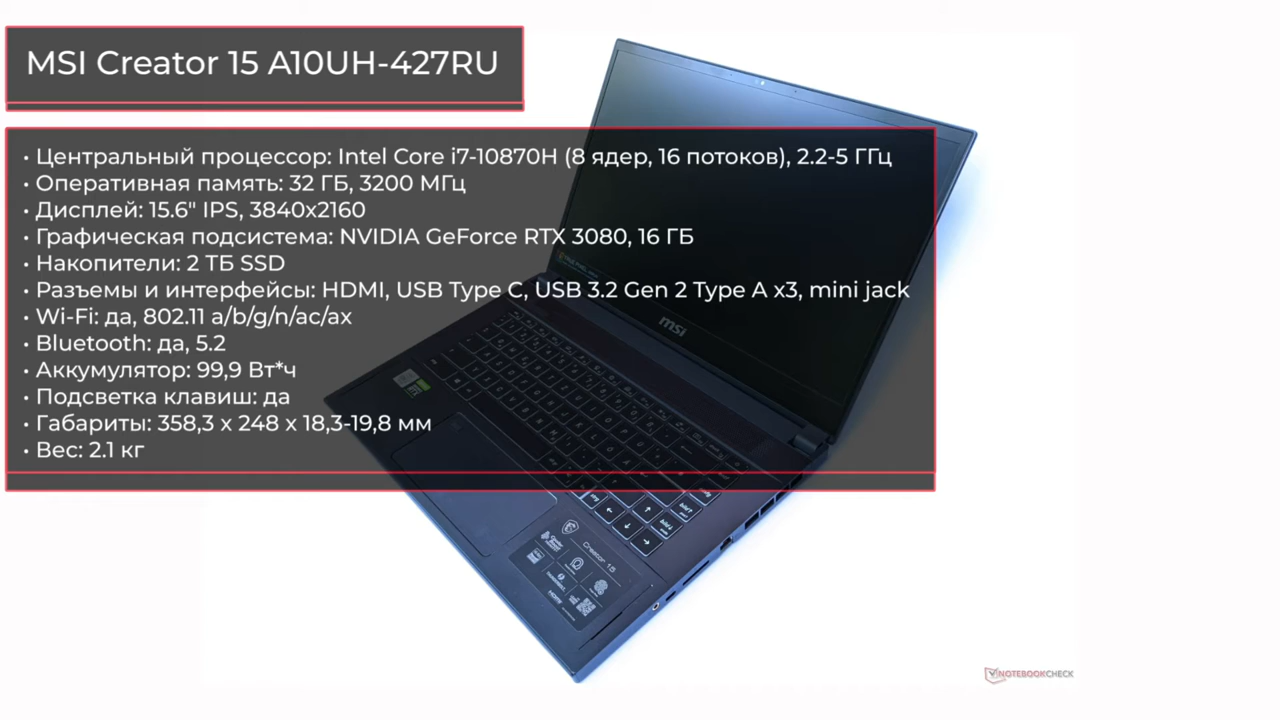 MSI Creator 15 A10UH-427RU
• Центральный процессор: Intel Core i7-10870H (8 ядер, 16 потоков), 2.2-5 ГГц
• Оперативная память: 32 ГБ, 3200 МГц
• Дисплей: 15.6" IPS, 3840x2160
• Графическая подсистема: NVIDIA GeForce RTX 3080, 16 ГБ
• Накопители: 2 ТБ SSD
• Разъемы и интерфейсы: HDMI, USB Type C, USB 3.2 Gen 2 Type A x3, mini jack
• Wi-Fi: да, 802.11 a/b/g/n/ac/ax
• Bluetooth: да, 5.2
• Аккумулятор: 99,9 Вт*ч
• Подсветка клавиш: да
• Габариты: 358,3 x 248 x 18,3-19,8 мм
• Вес: 2.1 кг
msi
Creator 15
HDMI
NOTEBOOKCHECK